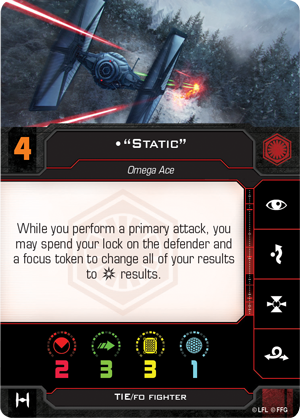 4
•“Static”
Omega Ace
While you perform a primary attack, you
may spend your lock on the defender and
a focus token to change all of your results
to results.
2 3 3 1
TIE/fo Fighter
© LFL © FFG